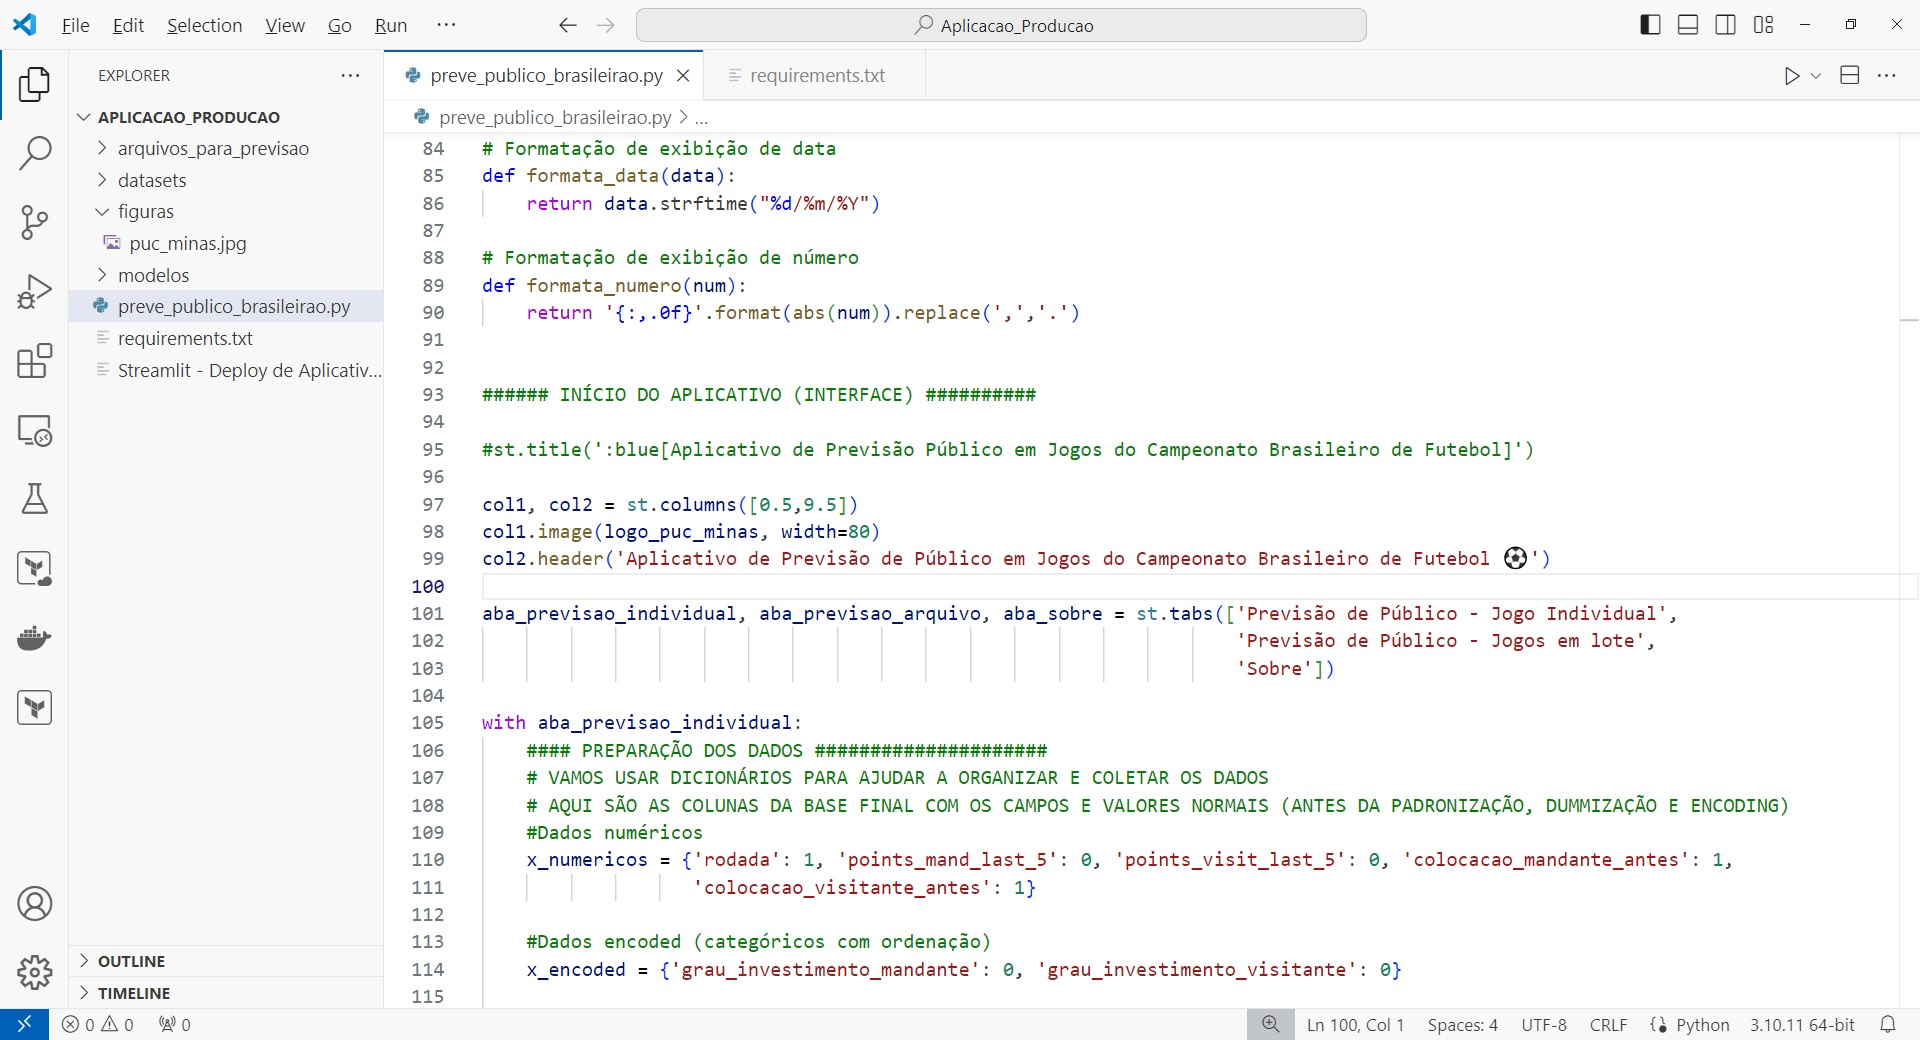 File Edit Selection View Go Run ···
Aplicacao_Producao
EXPLORER
APLICACAO_PRODUCAO
arquivos_para_previsao
datasets
figuras
puc_minas.jpg
modelos
preve_publico_brasileirao.py
requirements.txt
Streamlit - Deploy de Aplicativ...
OUTLINE
TIMELINE
preve_publico_brasileirao.py
requirements.txt
preve_publico_brasileirao.py > ...
84 # Formatação de exibição de data
85 def formata_data(data):
86     return data.strftime("%d/%m/%Y")
87
88 # Formatação de exibição de número
89 def formata_numero(num):
90     return '{:,.0f}'.format(abs(num)).replace(',','.')
91
92
93 ###### INÍCIO DO APLICATIVO (INTERFACE) ##########
94
95 #st.title(':blue[Aplicativo de Previsão Público em Jogos do Campeonato Brasileiro de Futebol]')
96
97 col1, col2 = st.columns([0.5,9.5])
98 col1.image(logo_puc_minas, width=80)
99 col2.header('Aplicativo de Previsão de Público em Jogos do Campeonato Brasileiro de Futebol ⚽')
100
101 aba_previsao_individual, aba_previsao_arquivo, aba_sobre = st.tabs(['Previsão de Público - Jogo Individual',
102 'Previsão de Público - Jogos em lote',
103 'Sobre'])
104
105 with aba_previsao_individual:
106     #### PREPARAÇÃO DOS DADOS #####################
107     # VAMOS USAR DICIONÁRIOS PARA AJUDAR A ORGANIZAR E COLETAR OS DADOS
108     # AQUI SÃO AS COLUNAS DA BASE FINAL COM OS CAMPOS E VALORES NORMAIS (ANTES DA PADRONIZAÇÃO, DUMMIZAÇÃO E ENCODING)
109     #Dados numéricos
110     x_numericos = {'rodada': 1, 'points_mand_last_5': 0, 'points_visit_last_5': 0, 'colocacao_mandante_antes': 1,
111     'colocacao_visitante_antes': 1}
112
113     #Dados encoded (categóricos com ordenação)
114     x_encoded = {'grau_investimento_mandante': 0, 'grau_investimento_visitante': 0}
115
0 0 0
Ln 100, Col 1 Spaces: 4 UTF-8 CRLF Python 3.10.11 64-bit